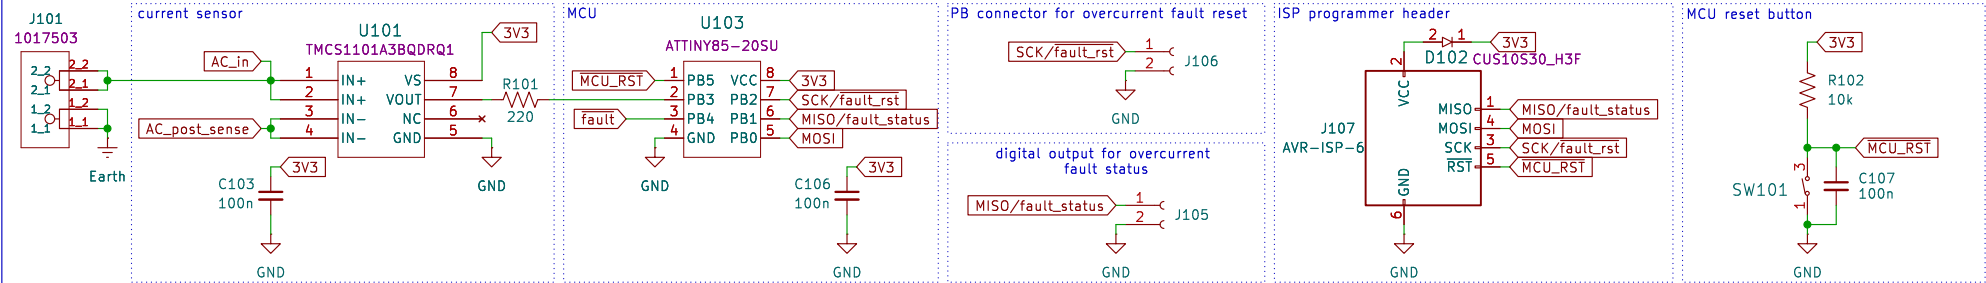 J101
1017503
2_2
2_1
1_2
1_1
2_2
2_1
1_2
1_1
Earth
current sensor
AC_in
AC_post_sense
U101
TMCS1101A3BQDRQ1
1 IN+
2 IN+
3 IN-
4 IN-
VS 8
VOUT 7
NC 6
GND 5
3V3
R101
220
GND
3V3
C103
100n
GND
MCU
U103
ATTINY85-20SU
MCU_RST
fault
1 PB5
2 PB3
3 PB4
4 GND
VCC 8
PB2 7
PB1 6
PB0 5
3V3
SCK/fault_rst
MISO/fault_status
MOSI
GND
3V3
C106
100n
GND
PB connector for overcurrent fault reset
SCK/fault_rst
1
2
J106
GND
digital output for overcurrent
fault status
MISO/fault_status
1
2
J105
GND
ISP programmer header
2 1
3V3
D102 CUS10S30_H3F
2
VCC
J107
AVR-ISP-6
MISO 1 MISO/fault_status
MOSI 4 MOSI
SCK 3 SCK/fault_rst
RST 5 MCU_RST
GND
6
GND
MCU reset button
3V3
R102
10k
MCU_RST
3
SW101
1
C107
100n
GND